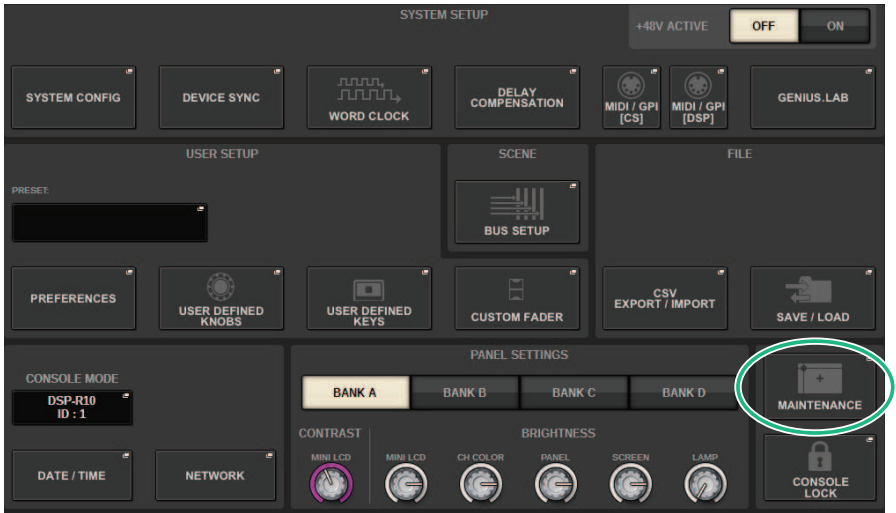 SYSTEM SETUP
+48V ACTIVE
OFF
ON
SYSTEM CONFIG
DEVICE SYNC
WORD CLOCK
DELAY
COMPENSATION
MIDI / GPI
[CS]
MIDI / GPI
[DSP]
GENIUS.LAB
USER SETUP
SCENE
FILE
PRESET:
BUS SETUP
PREFERENCES
USER DEFINED
KNOBS
USER DEFINED
KEYS
CUSTOM FADER
CSV
EXPORT / IMPORT
SAVE / LOAD
CONSOLE MODE
DSP-R10
ID : 1
DATE / TIME
NETWORK
PANEL SETTINGS
BANK A
BANK B
BANK C
BANK D
CONTRAST
BRIGHTNESS
MINI LCD
MINI LCD
CH COLOR
PANEL
SCREEN
LAMP
MAINTENANCE
CONSOLE
LOCK